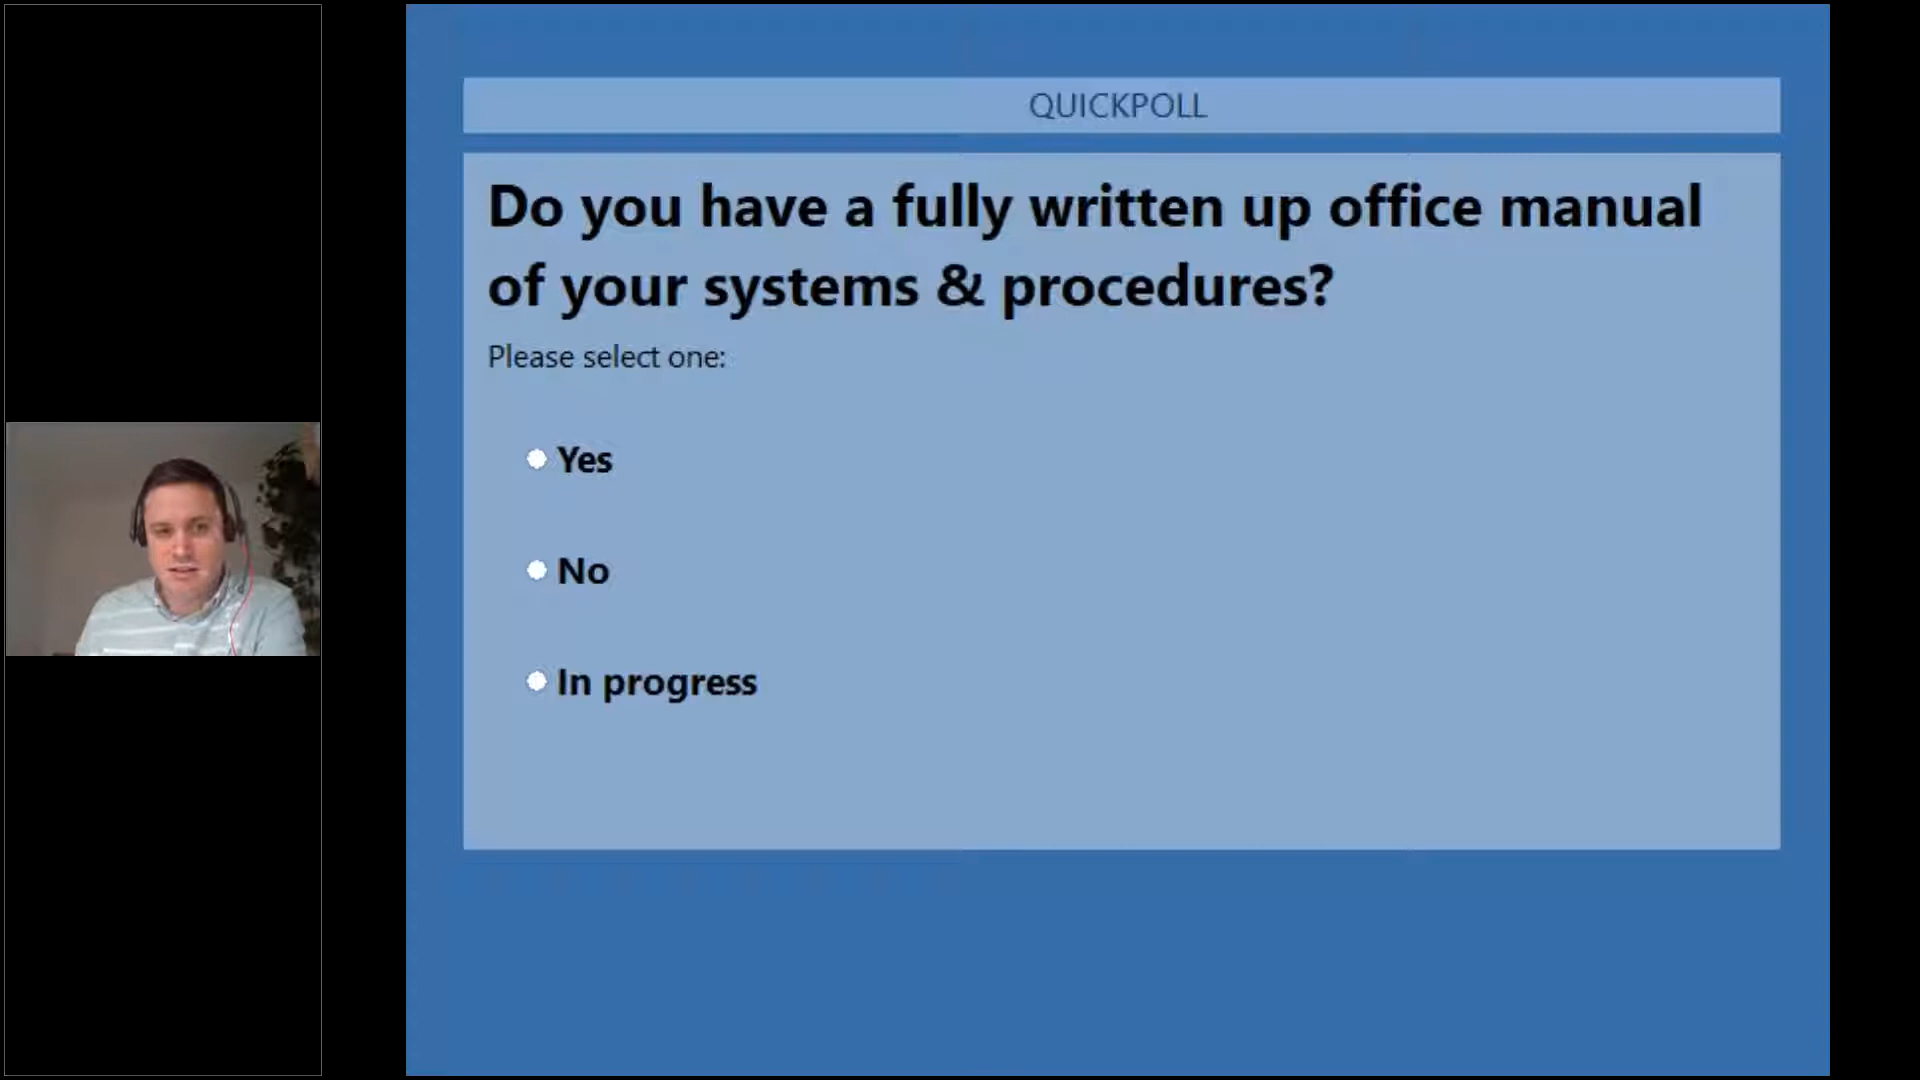 QUICKPOLL
Do you have a fully written up office manual
of your systems & procedures?
Please select one:
Yes
No
In progress